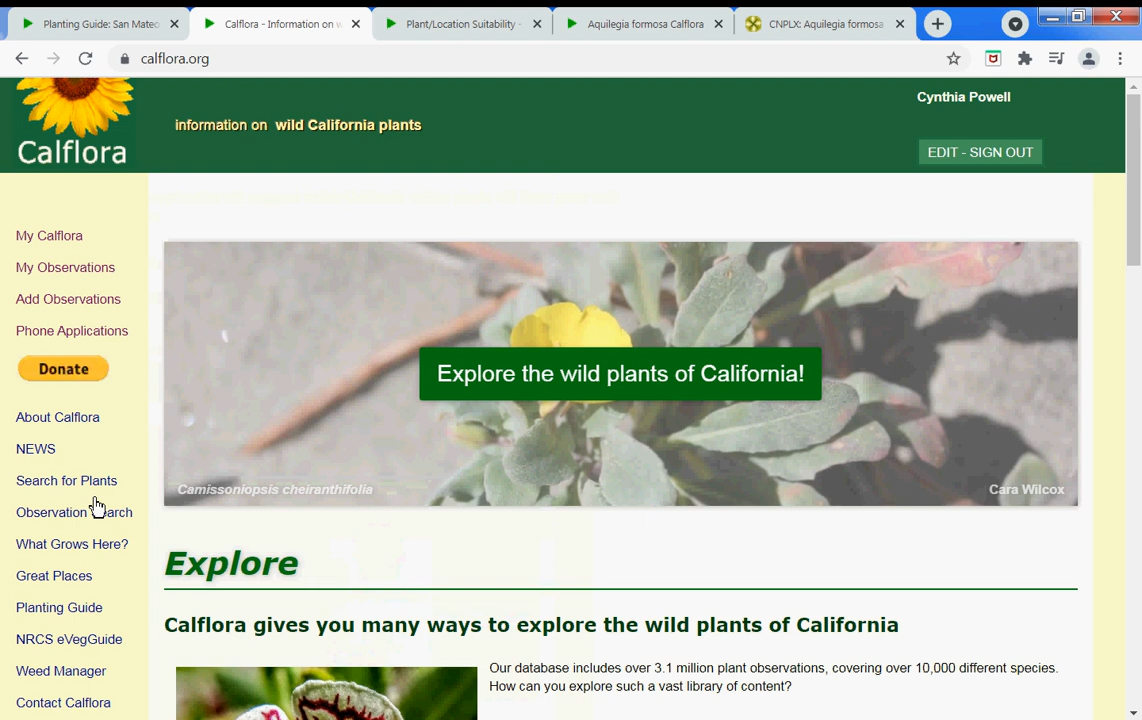 Planting Guide: San Mateo
Calflora - Information on w
Plant/Location Suitability -
Aquilegia formosa Calflora
CNPLX: Aquilegia formosa
calflora.org
Calflora
information on wild California plants
Cynthia Powell
EDIT - SIGN OUT
My Calflora
My Observations
Add Observations
Phone Applications
Donate
About Calflora
NEWS
Search for Plants
Observation Search
What Grows Here?
Great Places
Planting Guide
NRCS eVegGuide
Weed Manager
Contact Calflora
Explore the wild plants of California!
Camissoniopsis cheiranthifolia
Cara Wilcox
Explore
Calflora gives you many ways to explore the wild plants of California
Our database includes over 3.1 million plant observations, covering over 10,000 different species.
How can you explore such a vast library of content?